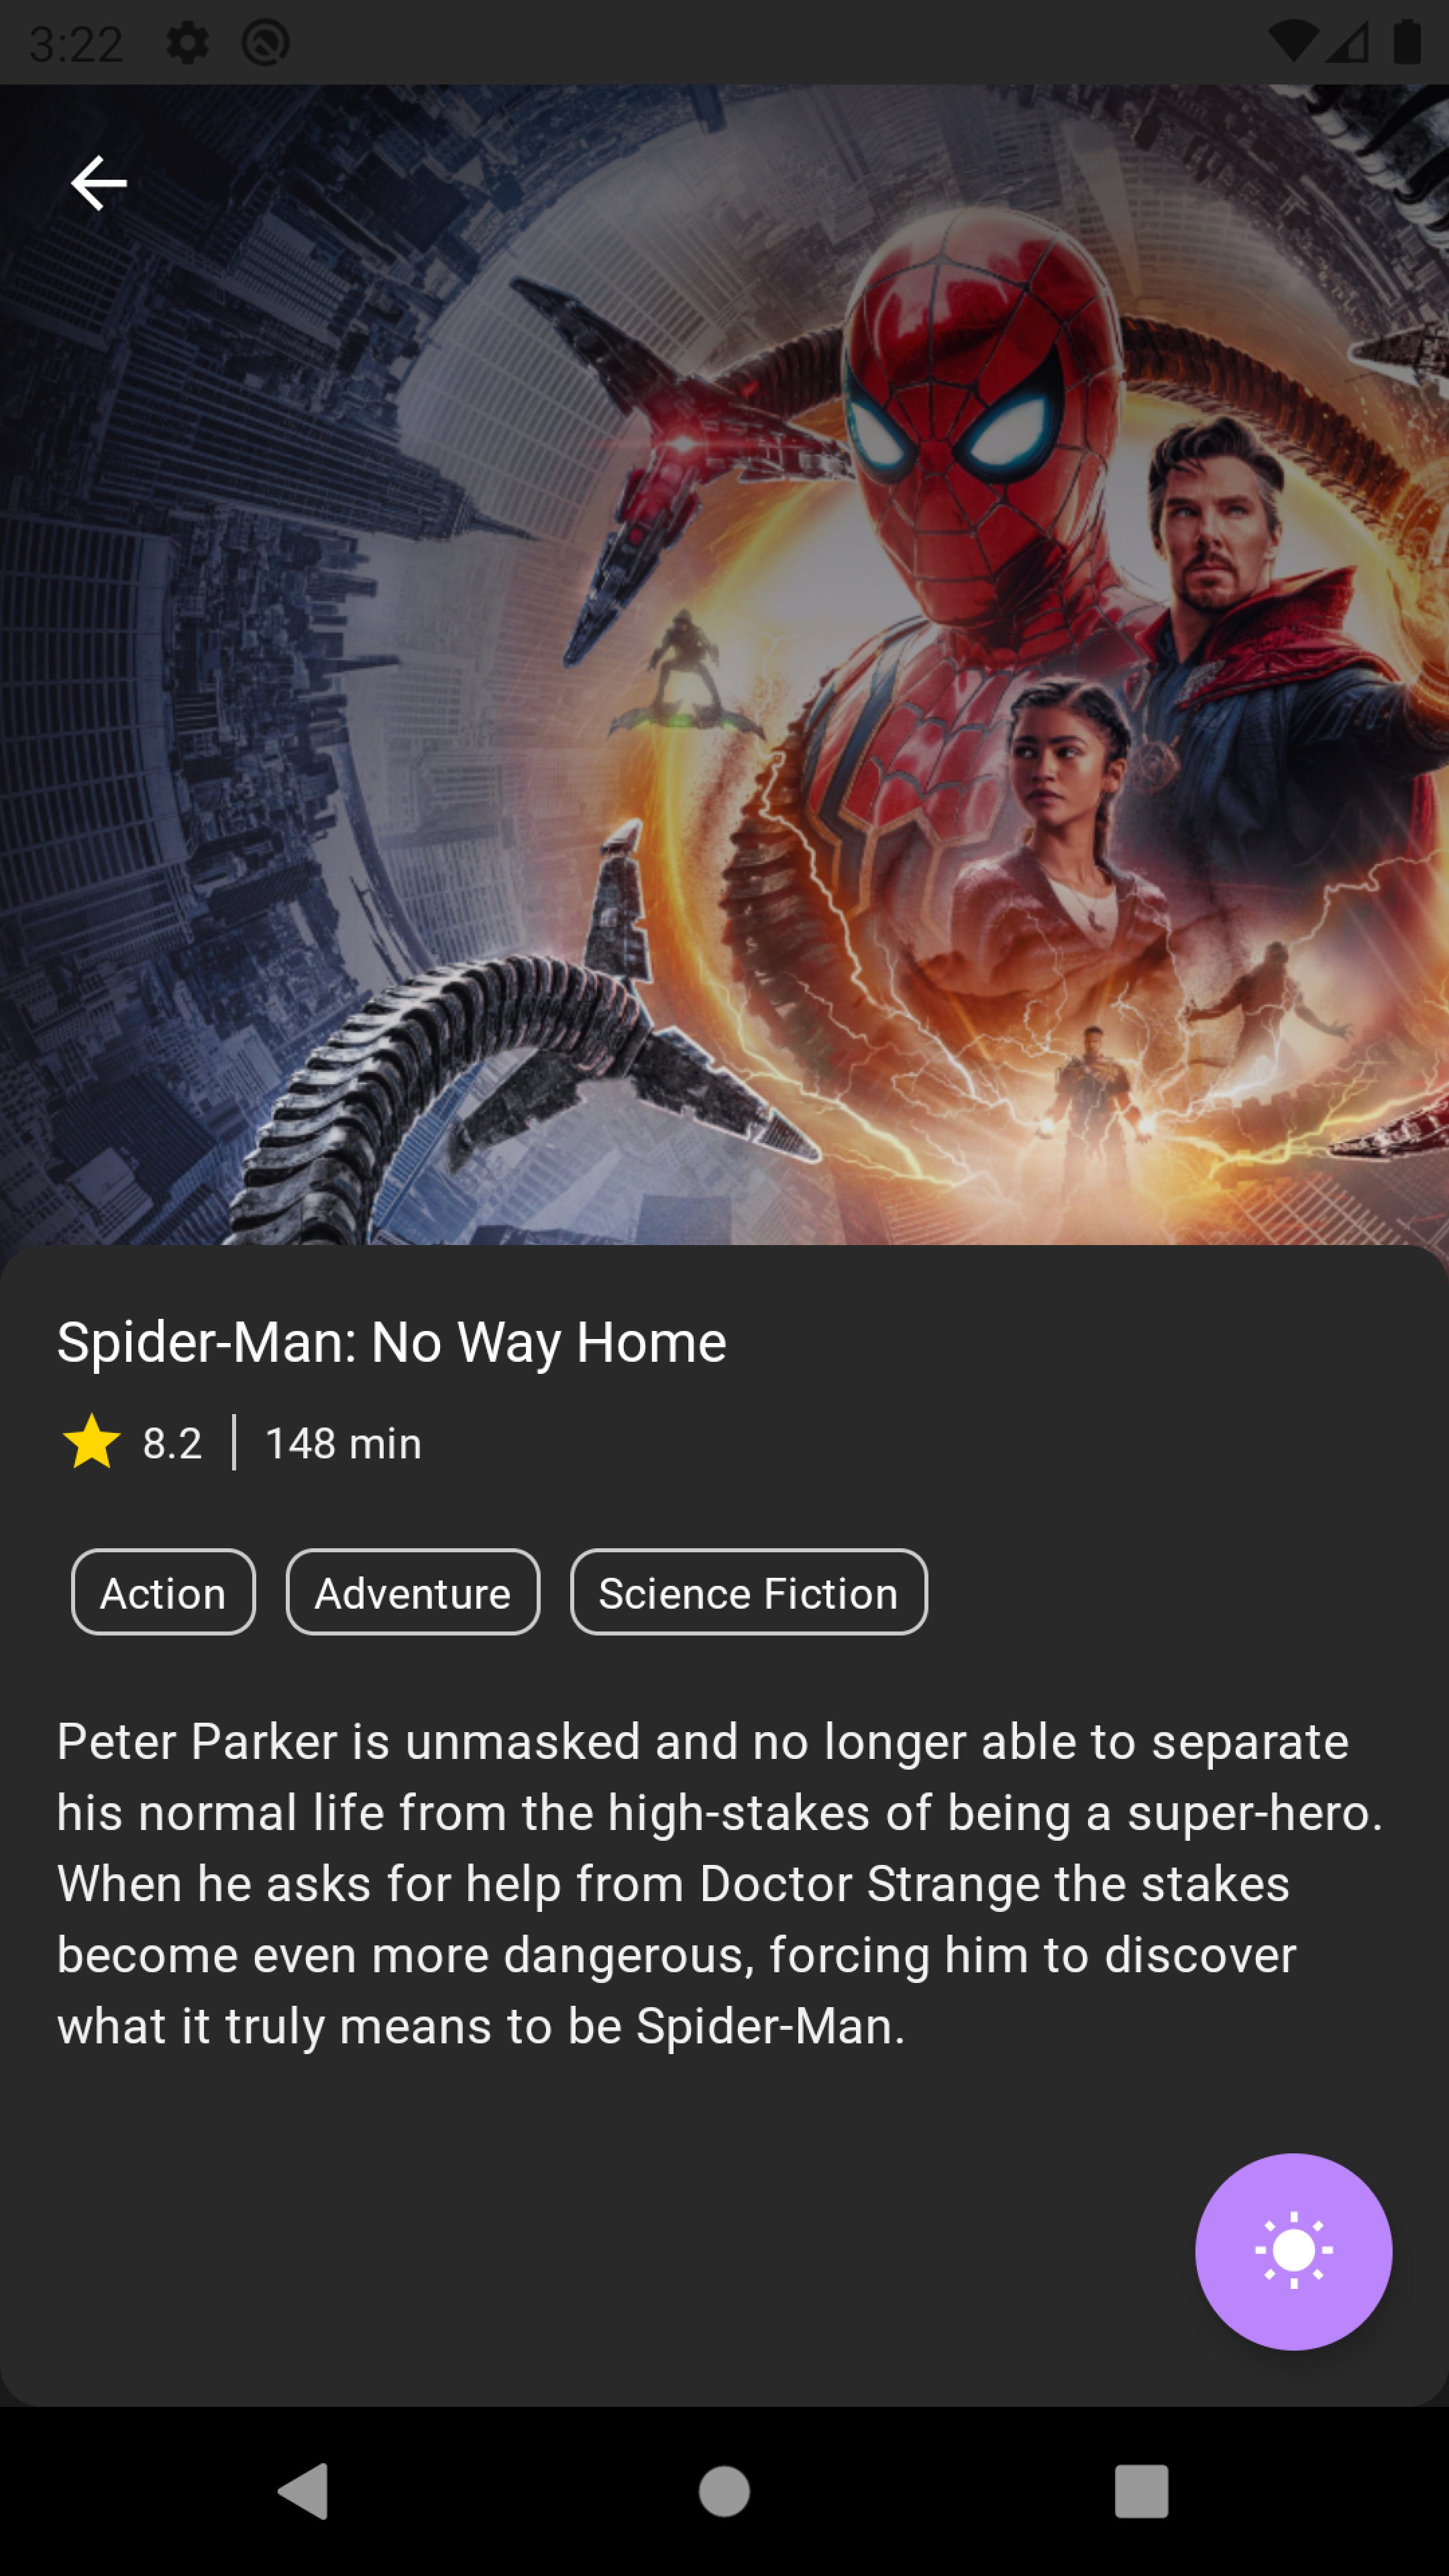 3:22
Spider-Man: No Way Home
8.2 | 148 min
Action Adventure Science Fiction
Peter Parker is unmasked and no longer able to separate
his normal life from the high-stakes of being a super-hero.
When he asks for help from Doctor Strange the stakes
become even more dangerous, forcing him to discover
what it truly means to be Spider-Man.